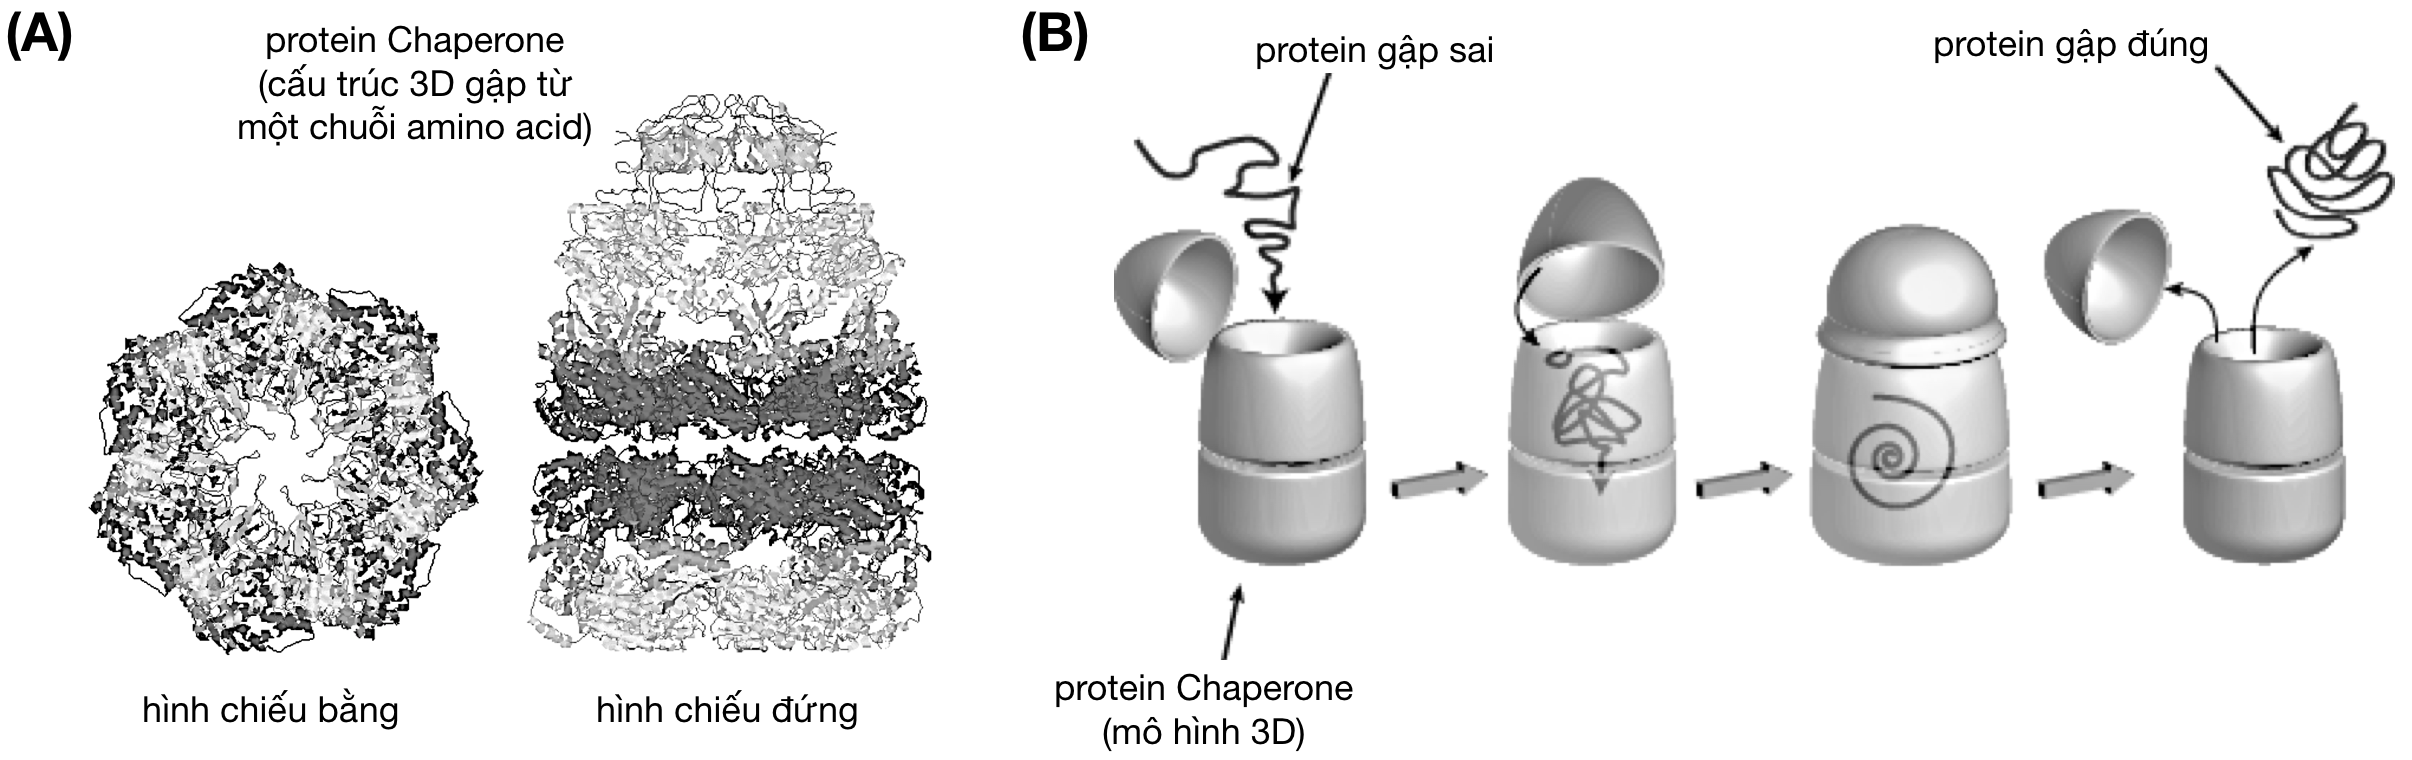 (A)
protein Chaperone
(cấu trúc 3D gập từ
một chuỗi amino acid)
hình chiếu bằng
hình chiếu đứng
(B)
protein gập sai
protein gập đúng
protein Chaperone
(mô hình 3D)